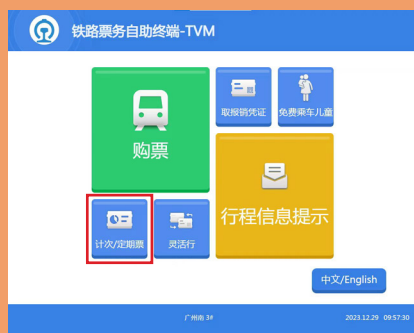 铁路票务自助终端-TVM
购票
取报销凭证
免费乘车儿童
计次/定期票
灵活行
行程信息提示
中文/English
广州南 3#
2023.12.29 09:57:30